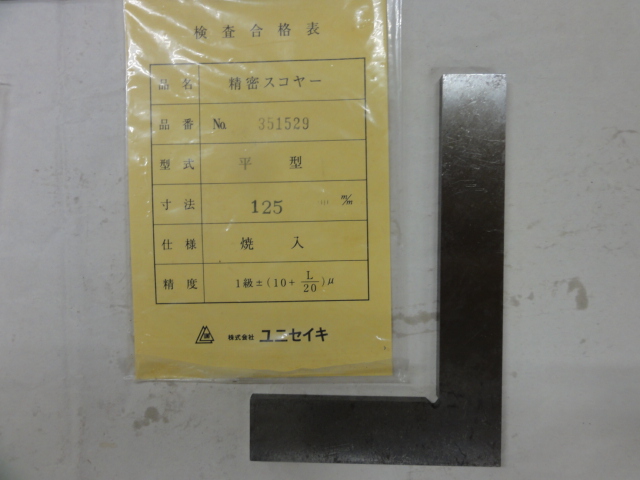 検査合格表
品名 精密スコヤー
品番 No. 351529
型式 平型
寸法 125 m/m
仕様 焼入
精度 1級±(10+L/20)μ
株式会社 ユニセイキ